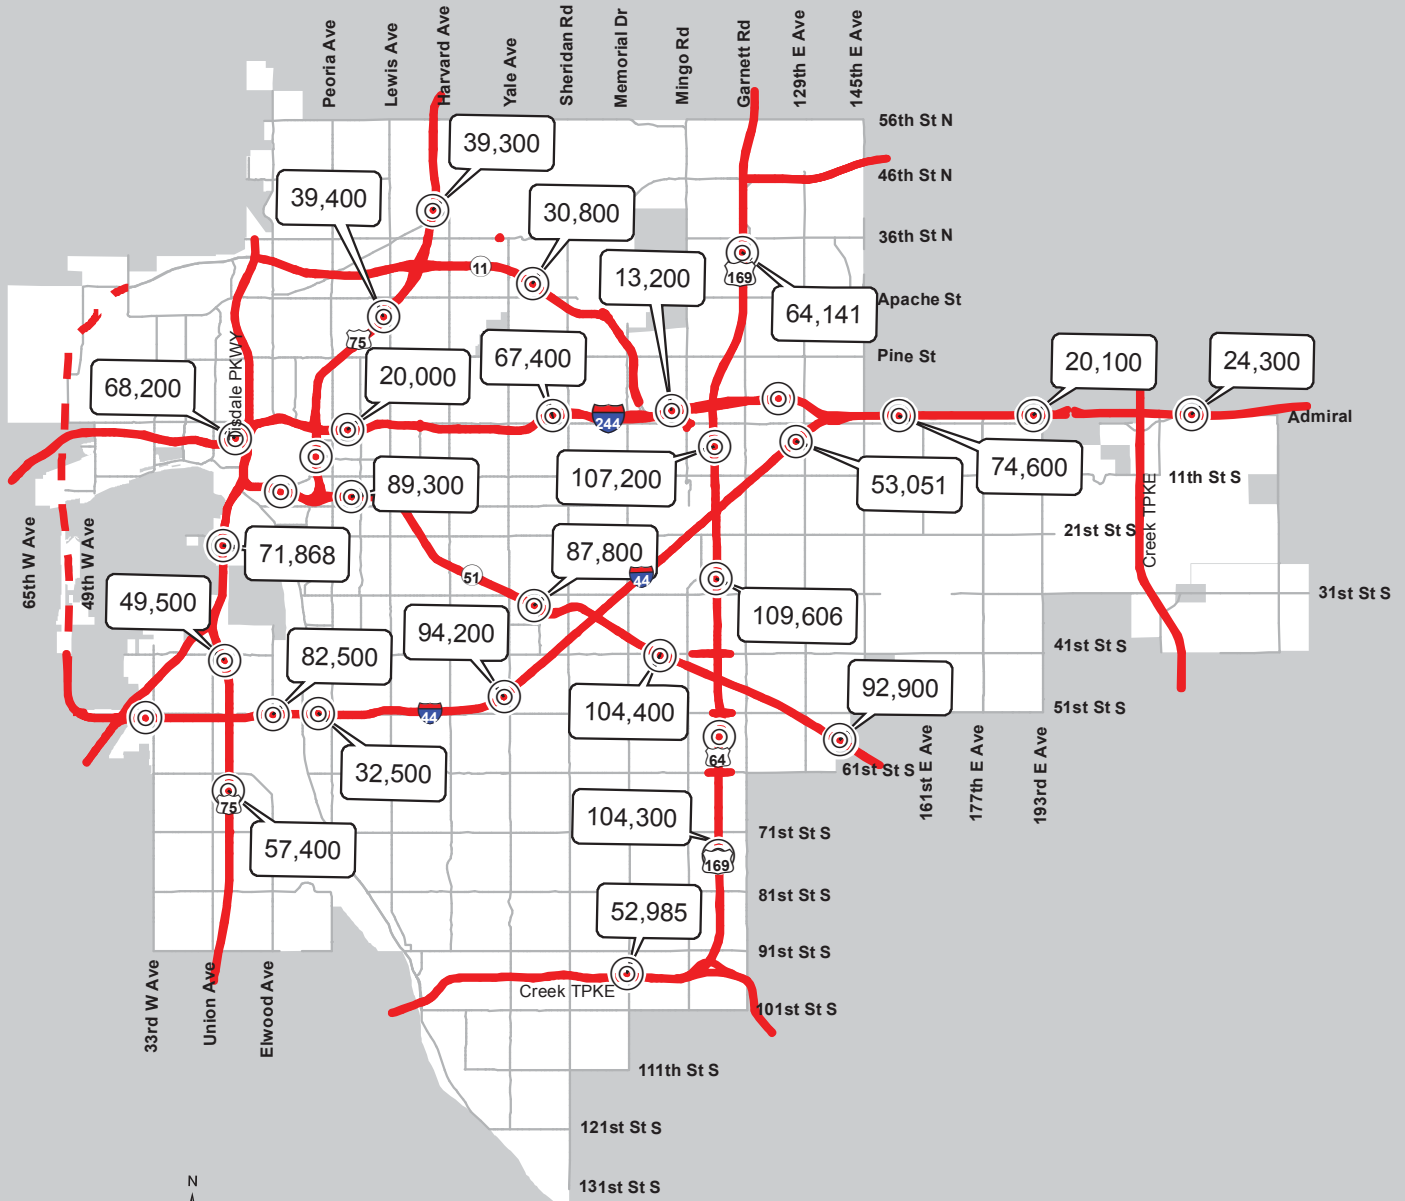 Peoria Ave
Lewis Ave
Harvard Ave
Yale Ave
Sheridan Rd
Memorial Dr
Mingo Rd
Garnett Rd
129th E Ave
145th E Ave
56th St N
39,300
46th St N
39,400
30,800
36th St N
13,200
11
169
Apache St
64,141
75
67,400
Pine St
20,000
20,100
24,300
68,200
Tisdale PKWY
244
Admiral
107,200
53,051
74,600
11th St S
89,300
Creek TPKE
65th W Ave
49th W Ave
71,868
87,800
21st St S
51
44
49,500
109,606
31st St S
94,200
82,500
41st St S
104,400
92,900
44
51st St S
32,500
64
61st St S
161st E Ave
177th E Ave
193rd E Ave
75
104,300
71st St S
57,400
169
81st St S
52,985
91st St S
33rd W Ave
Union Ave
Elwood Ave
Creek TPKE
101st St S
111th St S
121st St S
N
131st St S